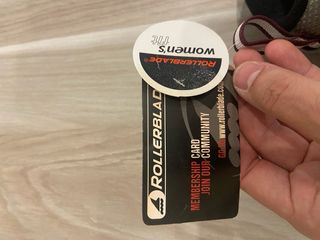 women's
FIT
ROLLERBLADE®
ROLLERBLADE
MEMBERSHIP CARD
JOIN OUR COMMUNITY
www.rollerblade.